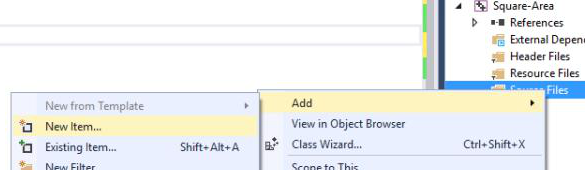 Square-Area
References
External Depen
Header Files
Resource Files
Source Files
Add
View in Object Browser
Class Wizard... Ctrl+Shift+X
Scope to This
New from Template
New Item...
Existing Item... Shift+Alt+A
New Filter